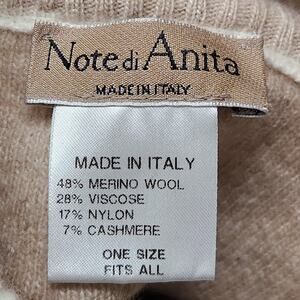 Note di Anita
MADE IN ITALY
MADE IN ITALY
48% MERINO WOOL
28% VISCOSE
17% NYLON
7% CASHMERE
ONE SIZE
FITS ALL